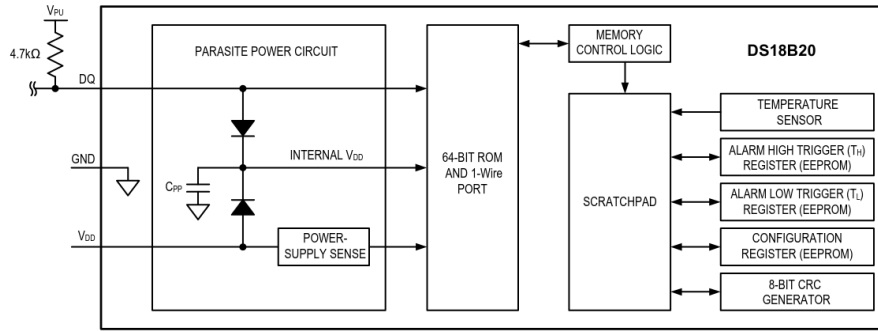 VPU
4.7kΩ
DQ
GND
VDD
PARASITE POWER CIRCUIT
INTERNAL VDD
CPP
POWER-
SUPPLY SENSE
64-BIT ROM
AND 1-Wire
PORT
MEMORY
CONTROL LOGIC
SCRATCHPAD
DS18B20
TEMPERATURE
SENSOR
ALARM HIGH TRIGGER (TH)
REGISTER (EEPROM)
ALARM LOW TRIGGER (TL)
REGISTER (EEPROM)
CONFIGURATION
REGISTER (EEPROM)
8-BIT CRC
GENERATOR